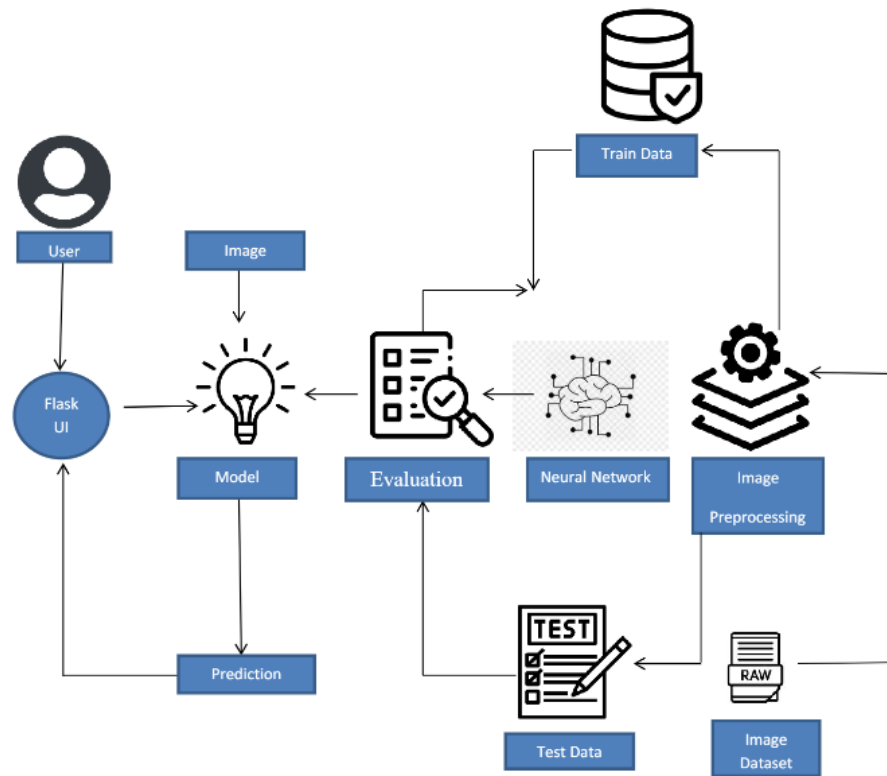 Train Data
User
Image
Flask
UI
Model
Evaluation
Neural Network
Image
Preprocessing
TEST
RAW
Prediction
Test Data
Image
Dataset